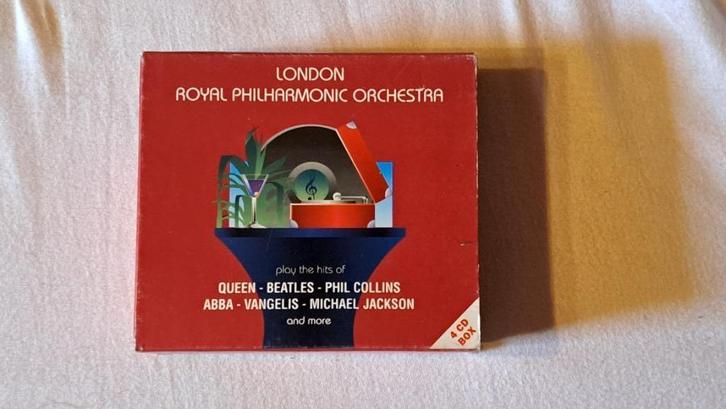 LONDON
ROYAL PHILHARMONIC ORCHESTRA
play the hits of
QUEEN - BEATLES - PHIL COLLINS
ABBA - VANGELIS - MICHAEL JACKSON
and more
4 CD
BOX